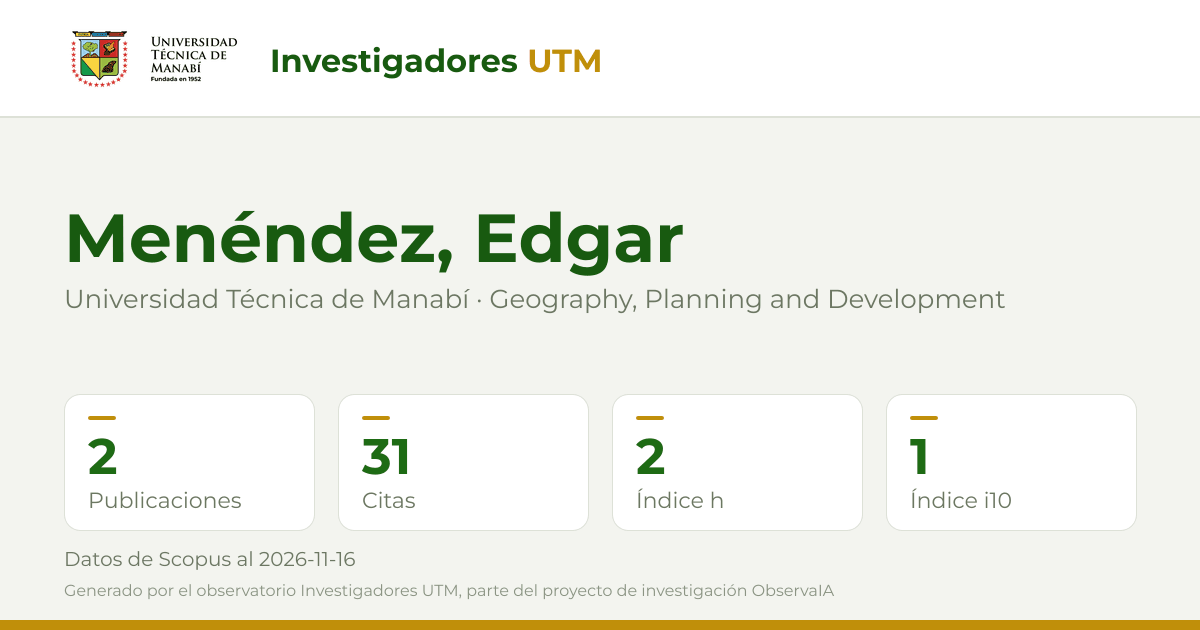 UNIVERSIDAD
TÉCNICA DE
MANABÍ
Fundada en 1952
Investigadores UTM
Menéndez, Edgar
Universidad Técnica de Manabí · Geography, Planning and Development
2
Publicaciones
31
Citas
2
Índice h
1
Índice i10
Datos de Scopus al 2026-11-16
Generado por el observatorio Investigadores UTM, parte del proyecto de investigación ObservaIA